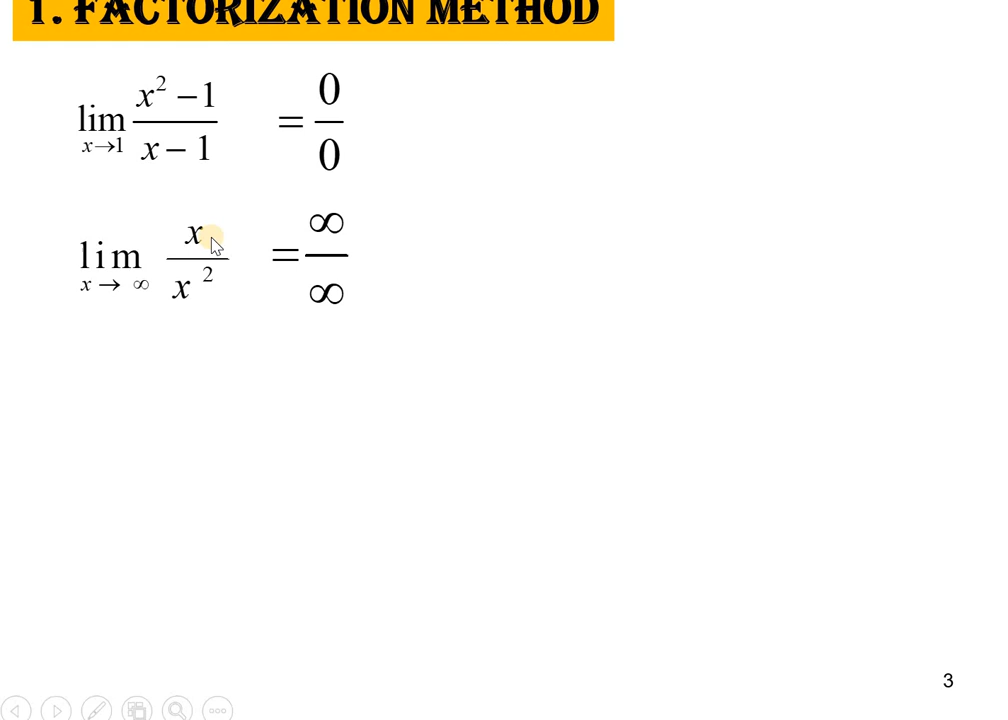 1. FACTORIZATION METHOD
lim x→1 (x² − 1)/(x − 1) = 0/0
lim x→∞ x/x² = ∞/∞
3